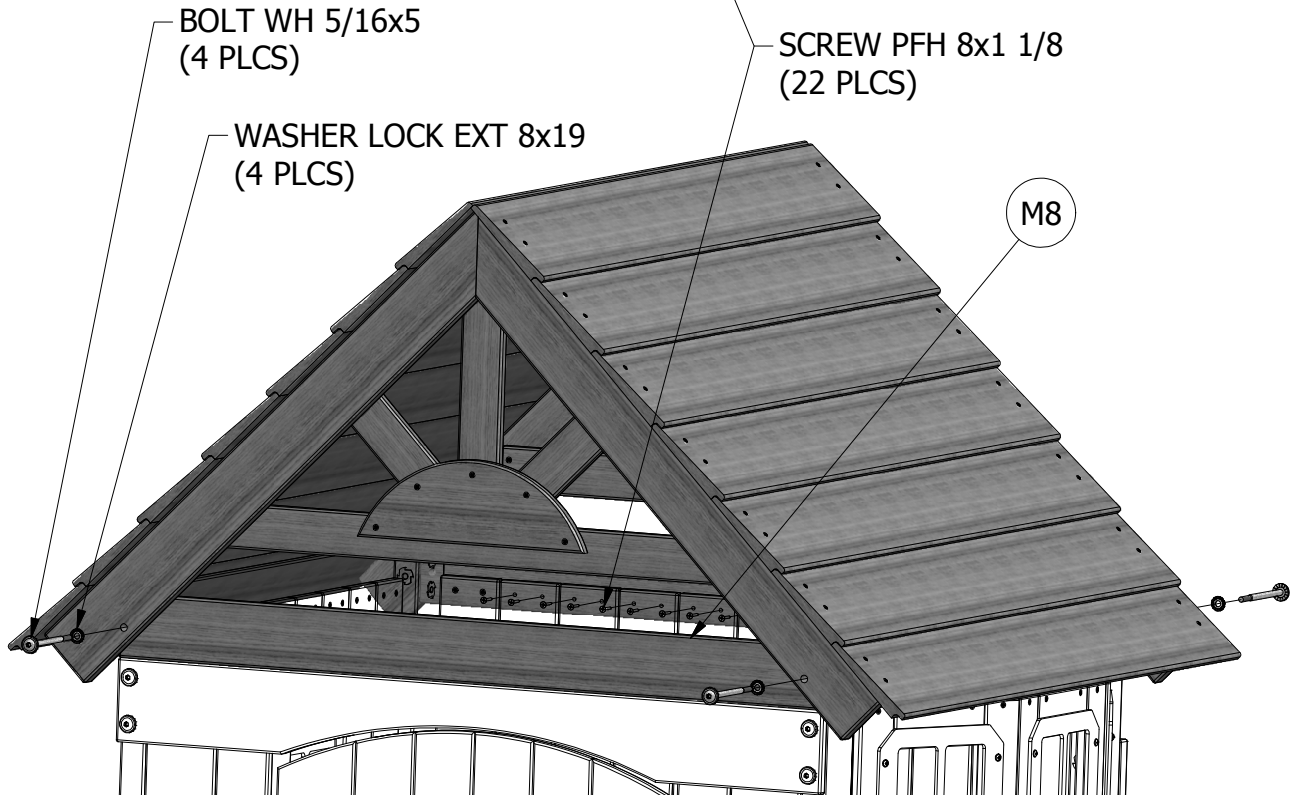 BOLT WH 5/16x5
(4 PLCS)
SCREW PFH 8x1 1/8
(22 PLCS)
WASHER LOCK EXT 8x19
(4 PLCS)
M8